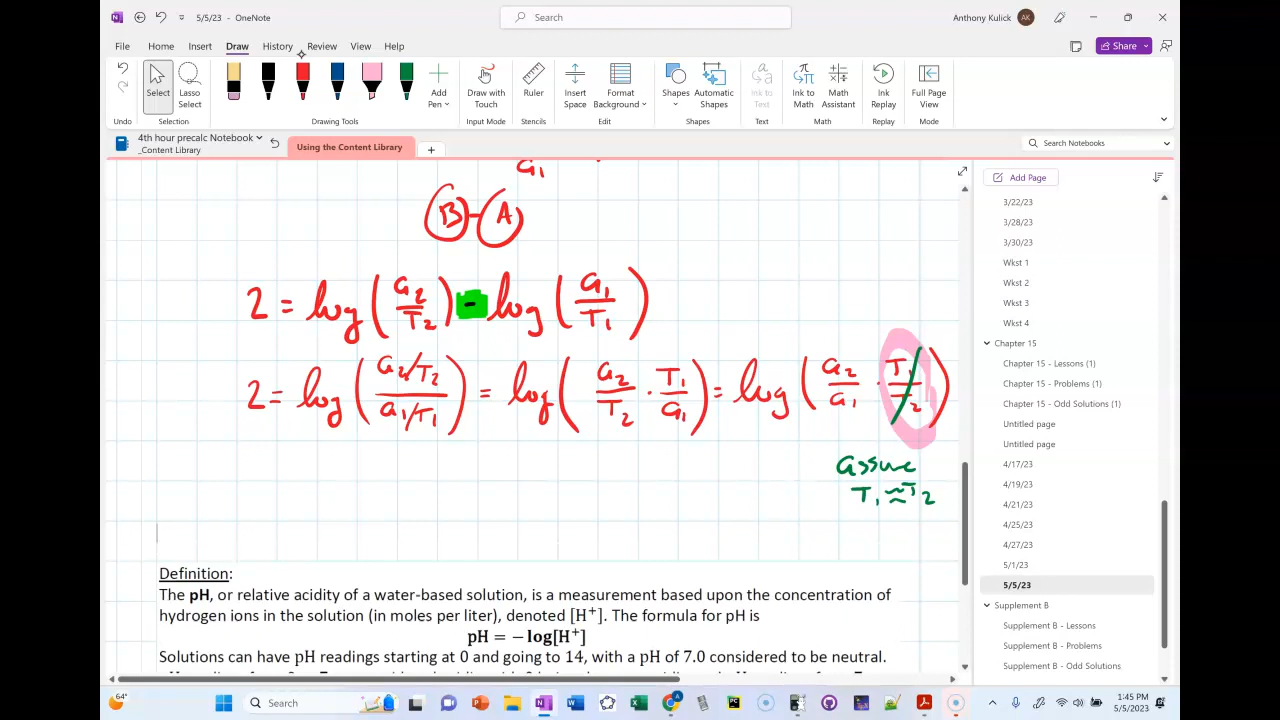 5/5/23 - OneNote
Search
Anthony Kulick
AK
File Home Insert Draw History Review View Help
Share
Select
Lasso Select
Add Pen
Draw with Touch
Ruler
Insert Space
Format Background
Shapes
Automatic Shapes
Ink to Text
Ink to Math
Math Assistant
Ink Replay
Full Page View
Undo Selection Drawing Tools Input Mode Stencils Edit Shapes Text Math Replay Mode
4th hour precalc Notebook
_Content Library
Using the Content Library
+
Search Notebooks
a₁
B - A
2 = log(a₂/T₂) - log(a₁/T₁)
2 = log((a₂/T₂)/(a₁/T₁)) = log(a₂/T₂ · T₁/a₁) = log(a₂/a₁ · T₁/T₂)
assume
T₁ ≈ T₂
Definition:
The pH, or relative acidity of a water-based solution, is a measurement based upon the concentration of
hydrogen ions in the solution (in moles per liter), denoted [H⁺]. The formula for pH is
pH = − log[H⁺]
Solutions can have pH readings starting at 0 and going to 14, with a pH of 7.0 considered to be neutral.
Add Page
3/22/23
3/28/23
3/30/23
Wkst 1
Wkst 2
Wkst 3
Wkst 4
Chapter 15
Chapter 15 - Lessons (1)
Chapter 15 - Problems (1)
Chapter 15 - Odd Solutions (1)
Untitled page
Untitled page
4/17/23
4/19/23
4/21/23
4/25/23
4/27/23
5/1/23
5/5/23
Supplement B
Supplement B - Lessons
Supplement B - Problems
Supplement B - Odd Solutions
64°
Search
1:45 PM
5/5/2023